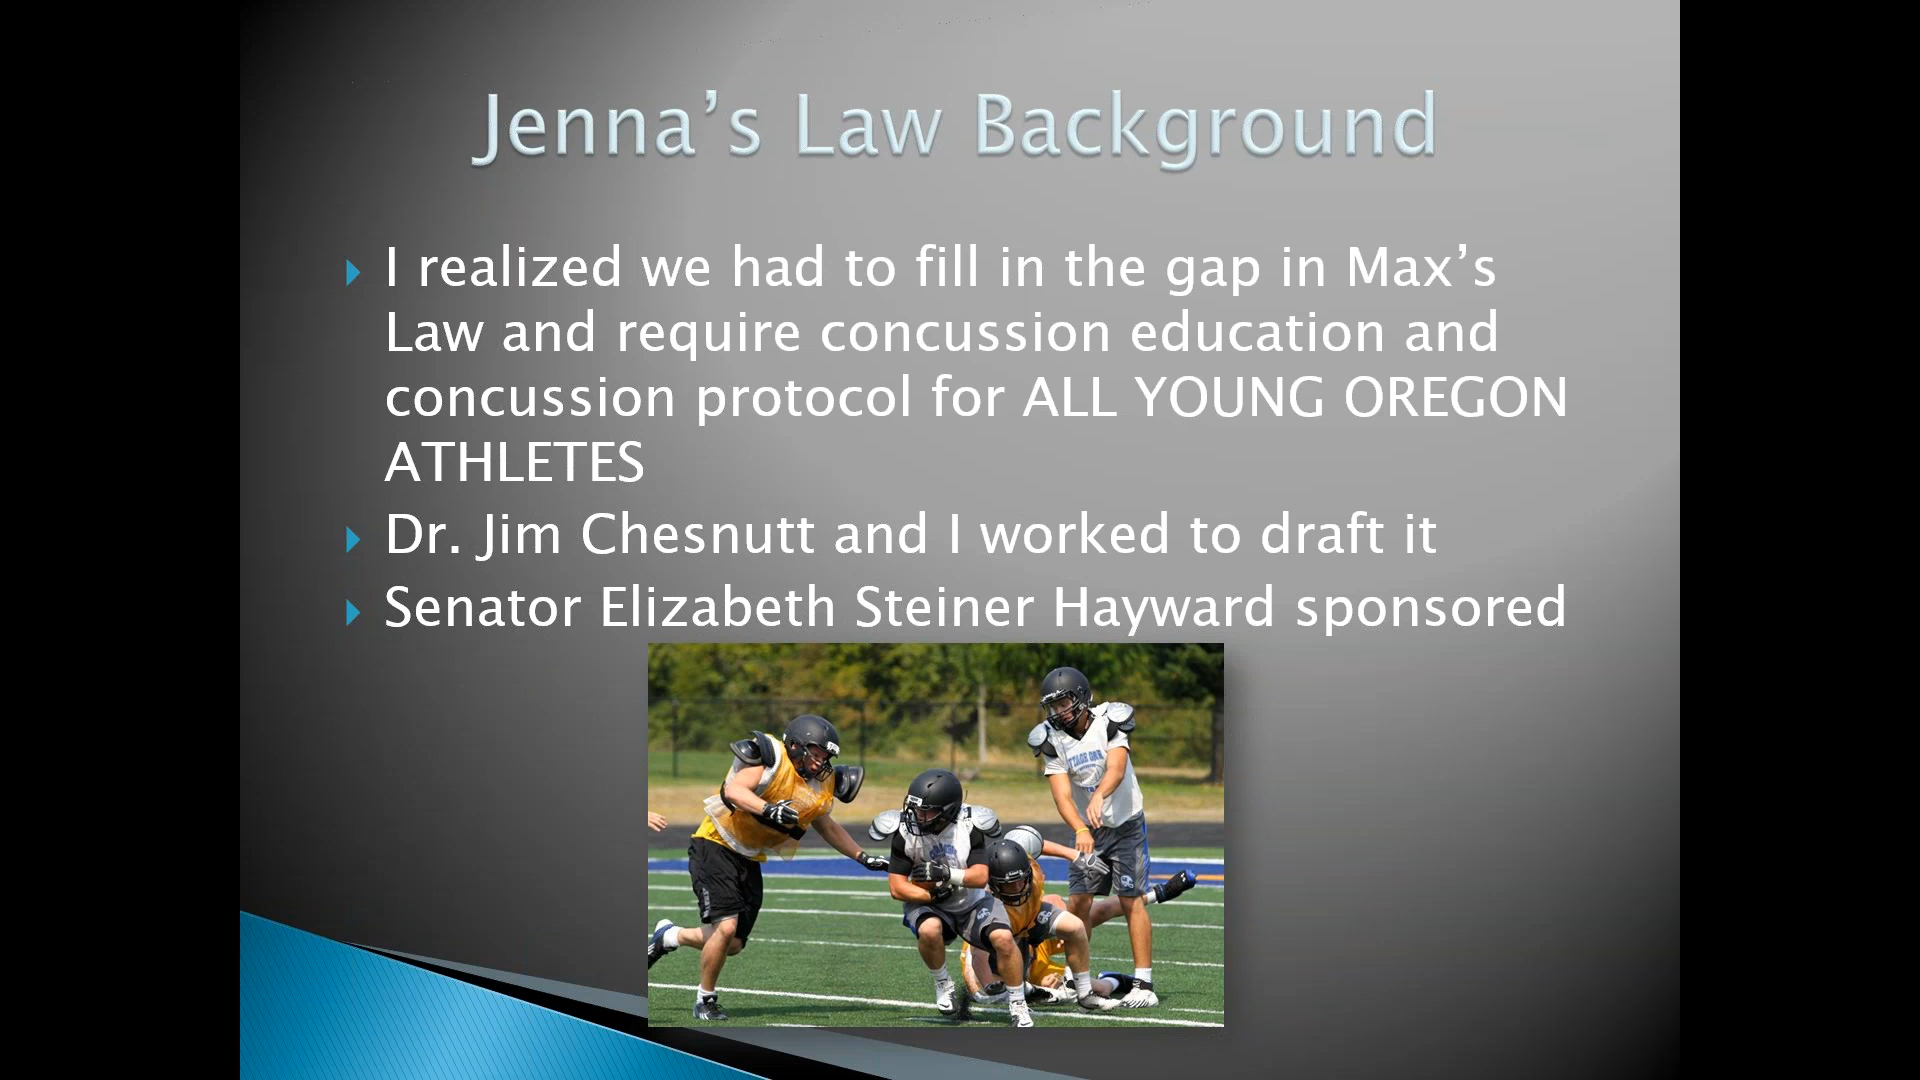 Jenna’s Law Background
I realized we had to fill in the gap in Max’s
Law and require concussion education and
concussion protocol for ALL YOUNG OREGON
ATHLETES
Dr. Jim Chesnutt and I worked to draft it
Senator Elizabeth Steiner Hayward sponsored